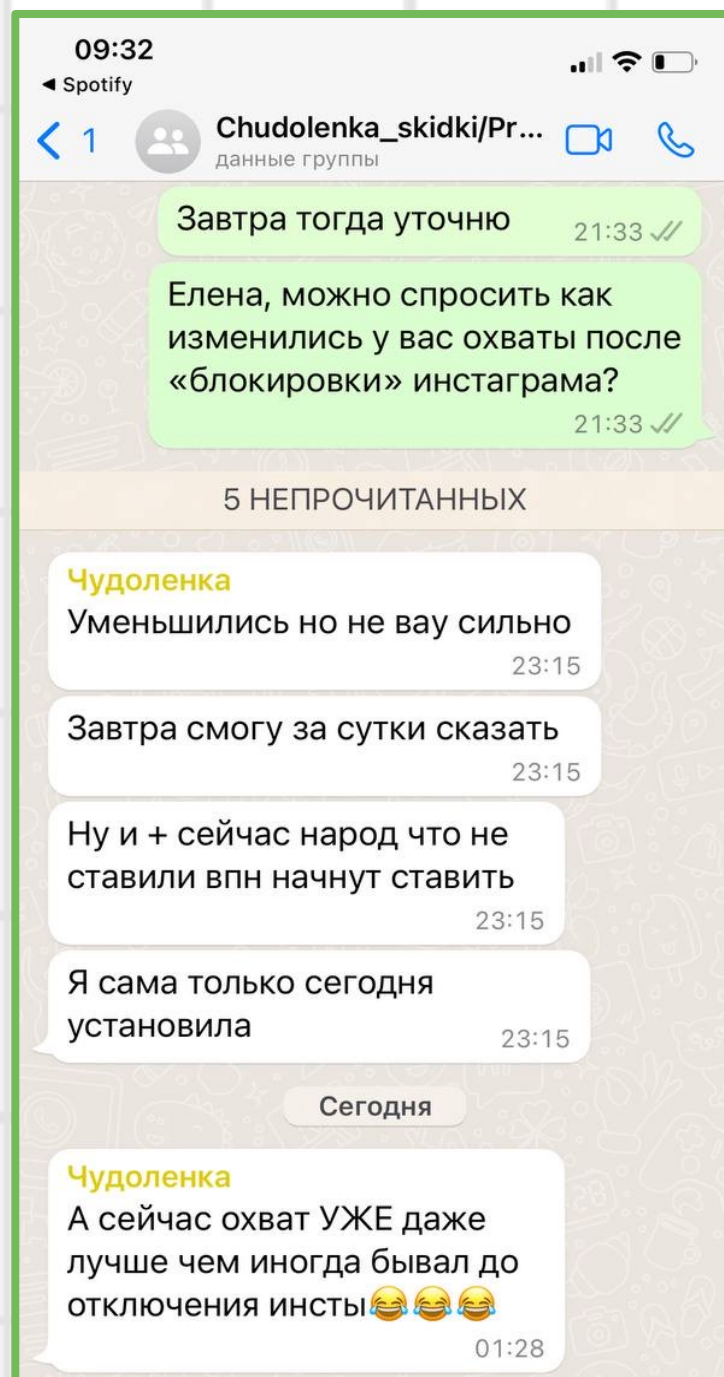 09:32
◀ Spotify
1
Chudolenka_skidki/Pr...
данные группы
Завтра тогда уточню
21:33
Елена, можно спросить как
изменились у вас охваты после
«блокировки» инстаграма?
21:33
5 НЕПРОЧИТАННЫХ
Чудоленка
Уменьшились но не вау сильно
23:15
Завтра смогу за сутки сказать
23:15
Ну и + сейчас народ что не
ставили впн начнут ставить
23:15
Я сама только сегодня
установила
23:15
Сегодня
Чудоленка
А сейчас охват УЖЕ даже
лучше чем иногда бывал до
отключения инсты😂😂😂
01:28